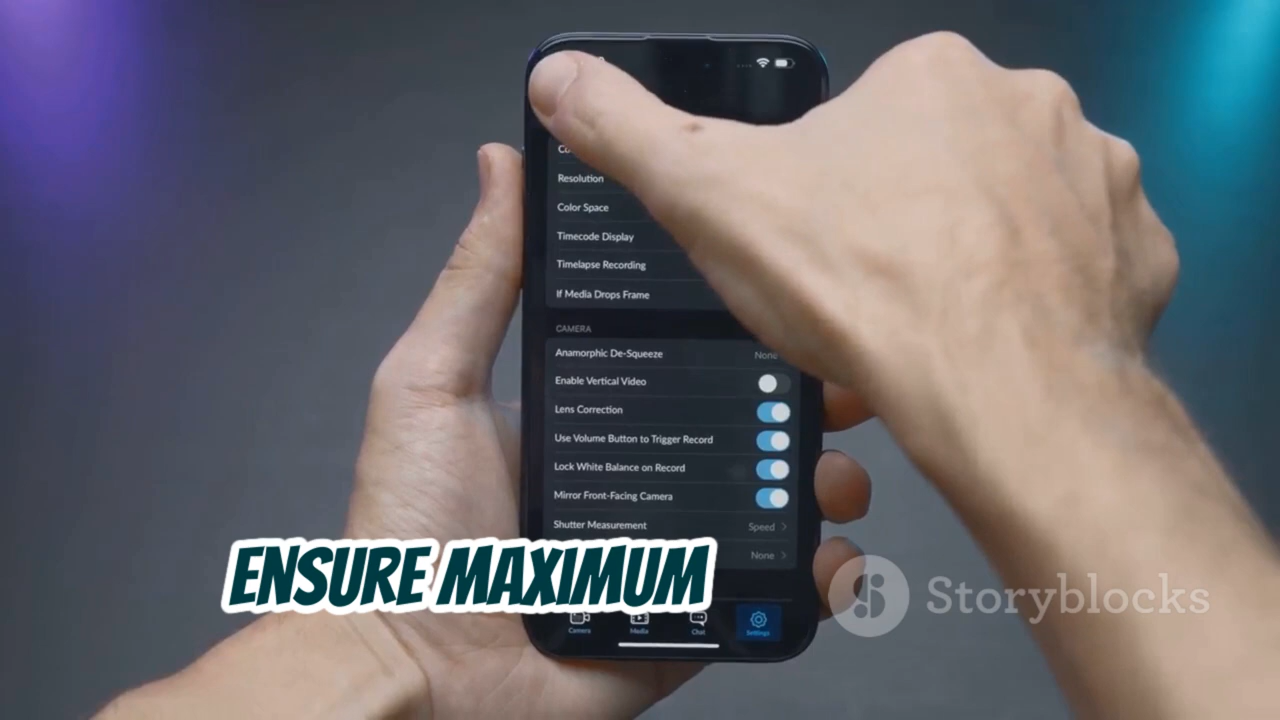 Resolution
Color Space
Timecode Display
Timelapse Recording
If Media Drops Frame
CAMERA
Anamorphic De-Squeeze None
Enable Vertical Video
Lens Correction
Use Volume Button to Trigger Record
Lock White Balance on Record
Mirror Front-Facing Camera
Shutter Measurement Speed
None
ENSURE MAXIMUM
Storyblocks
Camera Media Chat Settings